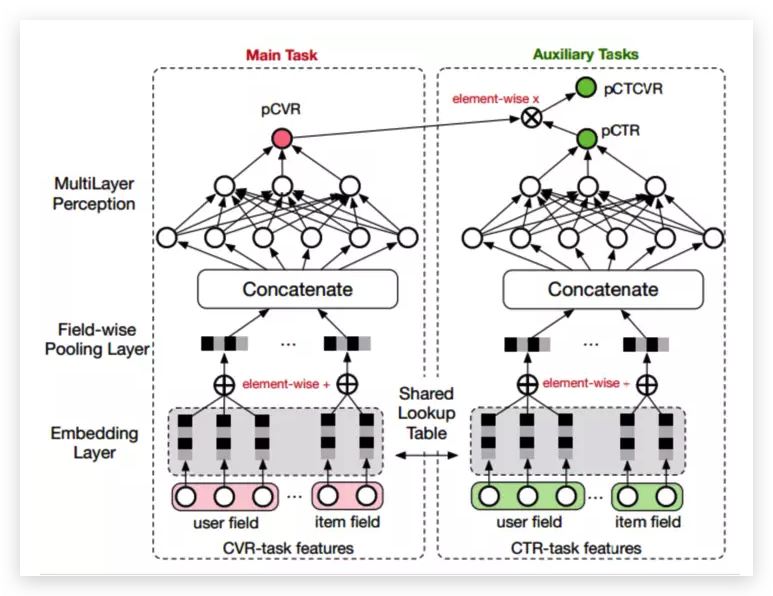 Main Task
Auxiliary Tasks
element-wise x
pCTCVR
pCVR
pCTR
MultiLayer
Perception
Concatenate
Concatenate
Field-wise
Pooling Layer
...
...
element-wise +
element-wise +
Shared
Lookup
Table
Embedding
Layer
...
...
user field
item field
user field
item field
CVR-task features
CTR-task features